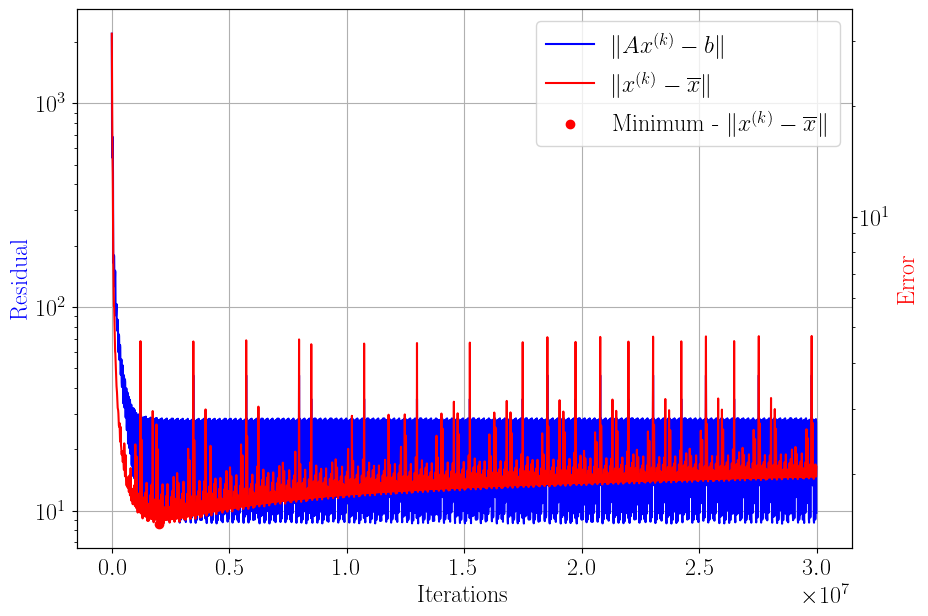 ‖Ax^{(k)} − b‖
‖x^{(k)} − x̅‖
Minimum - ‖x^{(k)} − x̅‖
Residual
10^3
10^2
10^1
10^1
Error
0.0 0.5 1.0 1.5 2.0 2.5 3.0
Iterations
×10^7